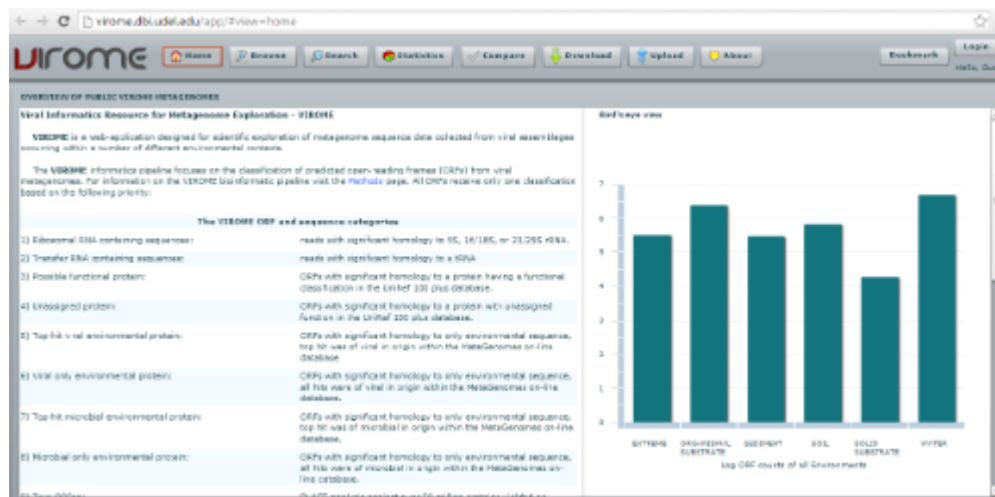 virome.dbi.udel.edu/app/#view=home
VIROME
Home
Browse
Search
Statistics
Compare
Download
Upload
About
Bookmark
Login
Hello, Gu
OVERVIEW OF PUBLIC VIROME METAGENOMES
Viral Informatics Resource for Metagenome Exploration - VIROME
VIROME is a web-application designed for scientific exploration of metagenome sequence data collected from viral assemblages
occurring within a number of different environmental contexts.
The VIROME informatics pipeline focuses on the classification of predicted open-reading frames (ORFs) from viral
metagenomes. For information on the VIROME bioinformatic pipeline visit the Methods page. All ORFs receive only one classification
based on the following priority:
The VIROME ORF and sequence categories
1) Ribosomal RNA containing sequences:
reads with significant homology to 5S, 16/18S, or 23/28S rRNA.
2) Transfer RNA containing sequences:
reads with significant homology to a tRNA
3) Possible functional protein:
ORFs with significant homology to a protein having a functional
classification in the UniRef 100 plus database.
4) Unassigned protein:
ORFs with significant homology to a protein with unassigned
function in the UniRef 100 plus database.
5) Top-hit viral environmental protein:
ORFs with significant homology to only environmental sequence,
top hit was of viral in origin within the MetaGenomes on-line
database
6) Viral only environmental protein:
ORFs with significant homology to only environmental sequence,
all hits were of viral in origin within the MetaGenomes on-line
database.
7) Top-hit microbial environmental protein:
ORFs with significant homology to only environmental sequence,
top hit was of microbial in origin within the MetaGenomes on-line
database.
8) Microbial only environmental protein:
ORFs with significant homology to only environmental sequence,
all hits were of microbial in origin within the MetaGenomes on-
line database.
Bird's eye view
7
6
5
4
3
2
1
0
EXTREME
ORGANISMAL
SUBSTRATE
SEDIMENT
SOIL
SOLID
SUBSTRATE
WATER
Log ORF counts of all Environments